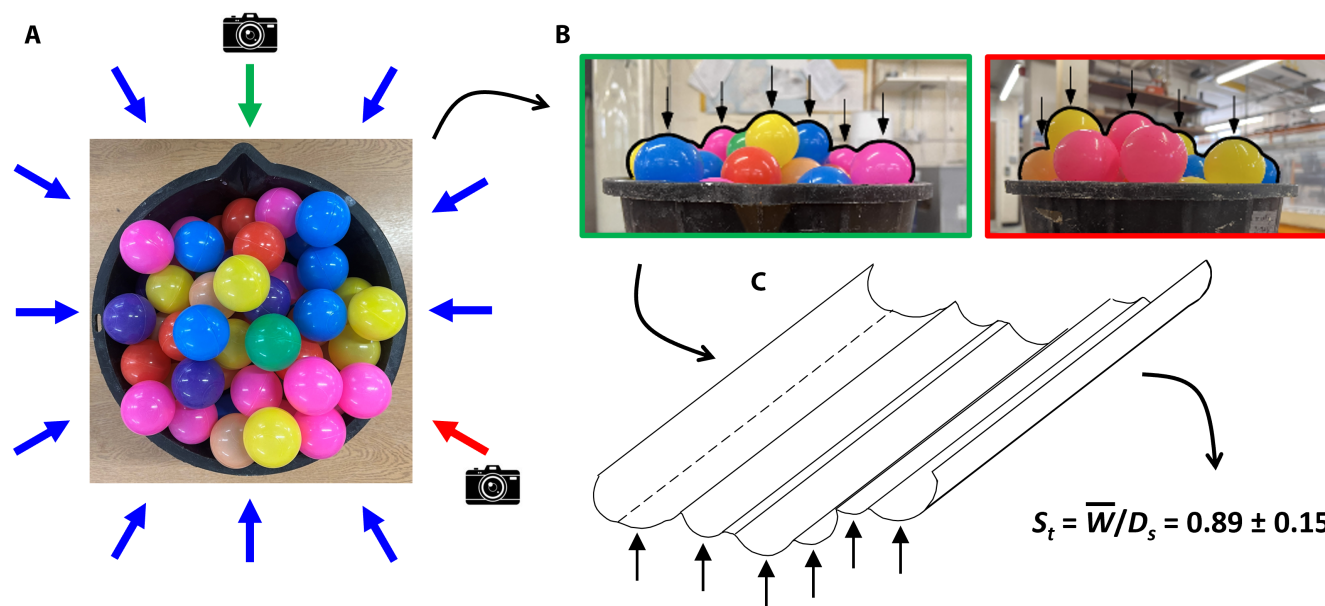 A
B
C
S_t = W̅/D_s = 0.89 ± 0.15